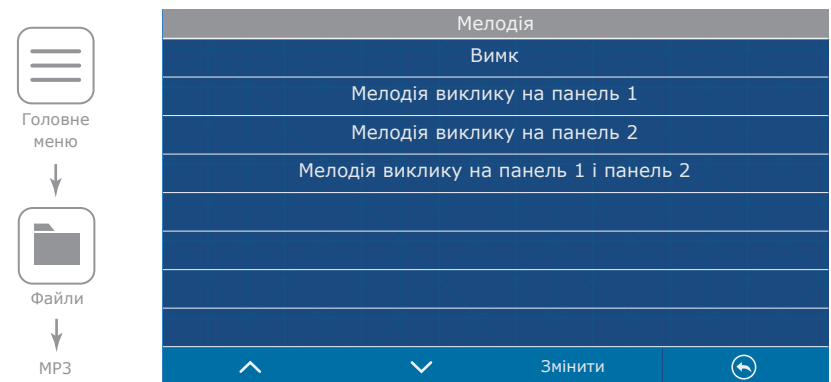 Головне
меню
Файли
MP3
Мелодія
Вимк
Мелодія виклику на панель 1
Мелодія виклику на панель 2
Мелодія виклику на панель 1 і панель 2
Змінити